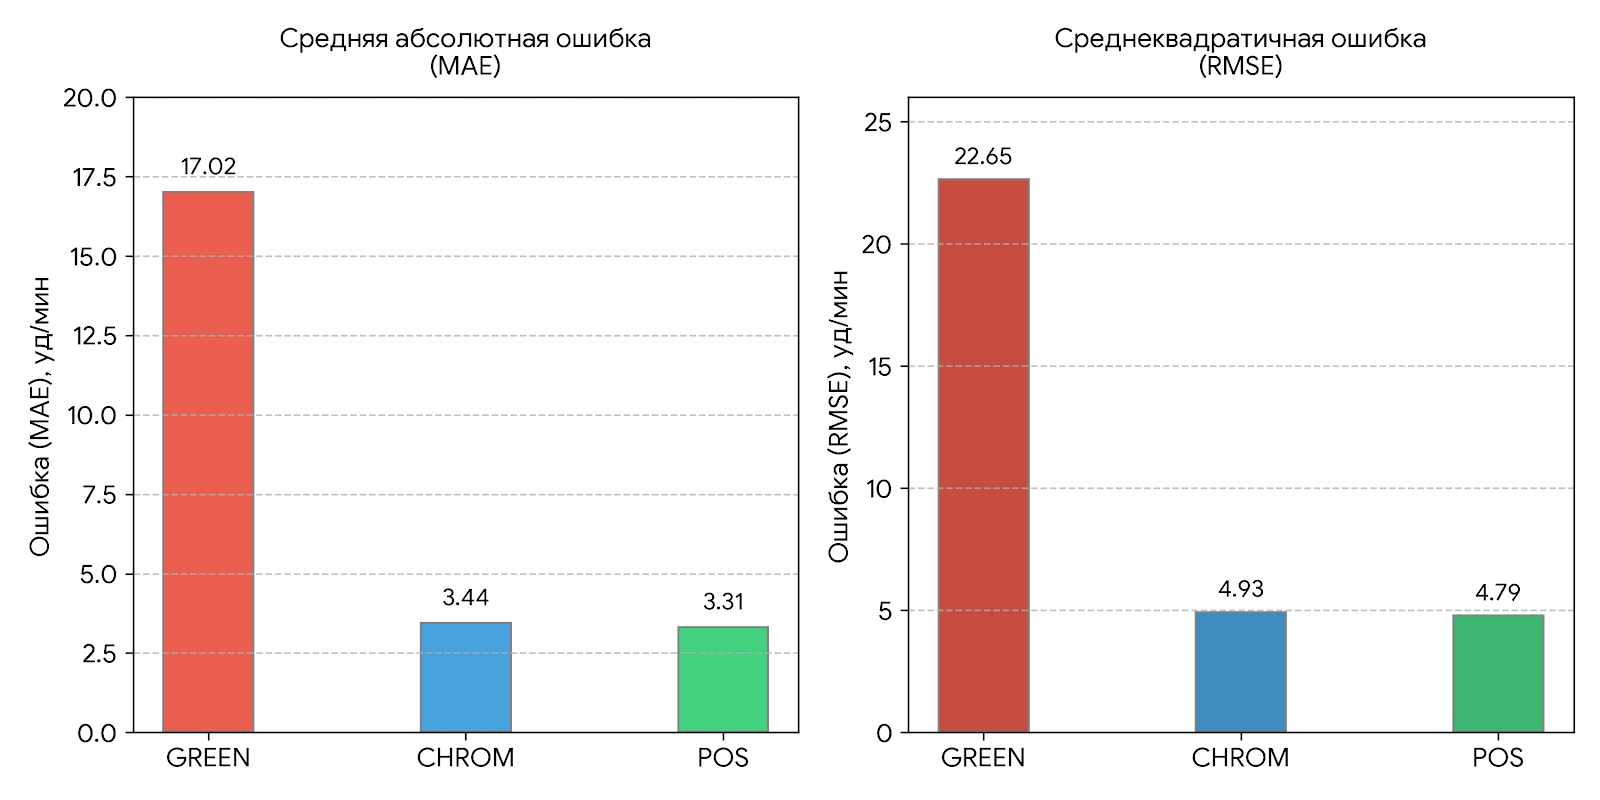 Средняя абсолютная ошибка
(MAE)
Ошибка (MAE), уд/мин
20.0
17.5
15.0
12.5
10.0
7.5
5.0
2.5
0.0
17.02
3.44
3.31
GREEN
CHROM
POS
Среднеквадратичная ошибка
(RMSE)
Ошибка (RMSE), уд/мин
25
20
15
10
5
0
22.65
4.93
4.79
GREEN
CHROM
POS